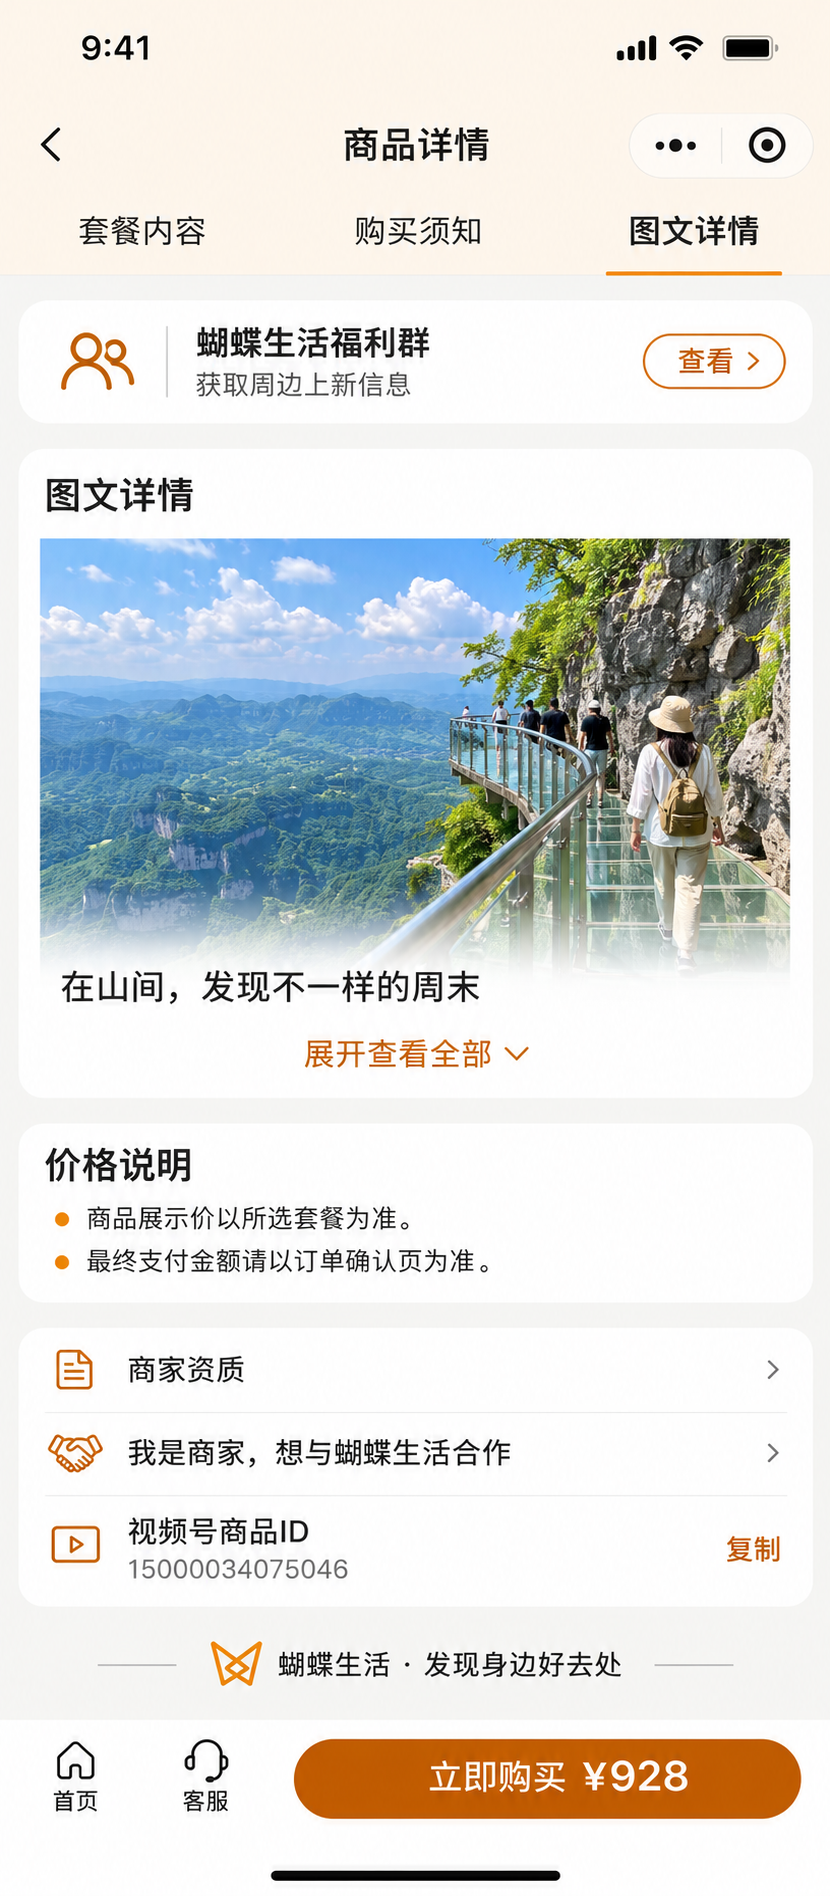 9:41
商品详情
套餐内容
购买须知
图文详情
蝴蝶生活福利群
获取周边上新信息
查看
图文详情
在山间，发现不一样的周末
展开查看全部
价格说明
商品展示价以所选套餐为准。
最终支付金额请以订单确认页为准。
商家资质
我是商家，想与蝴蝶生活合作
视频号商品ID
15000034075046
复制
蝴蝶生活 · 发现身边好去处
首页
客服
立即购买 ¥928